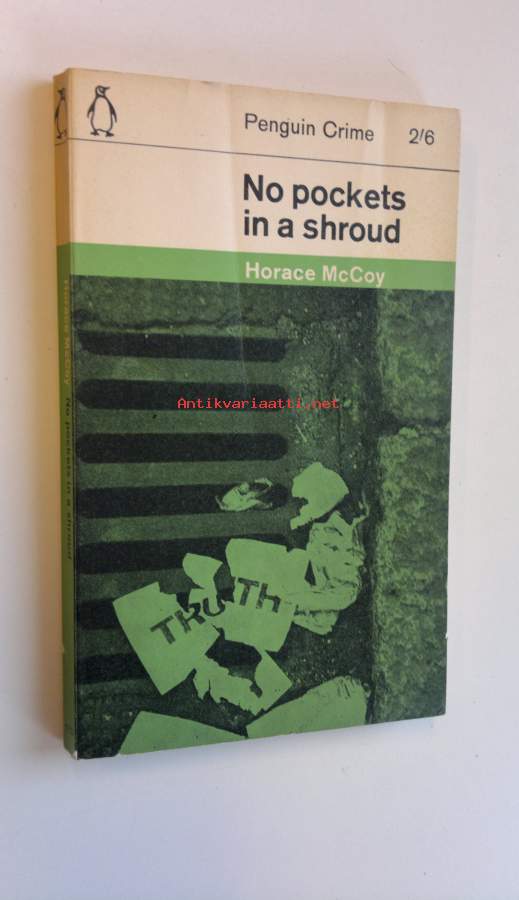 Penguin Crime 2/6
No pockets
in a shroud
Horace McCoy
Antikvariaatti.net
TRUTH
Horace McCoy No pockets in a shroud